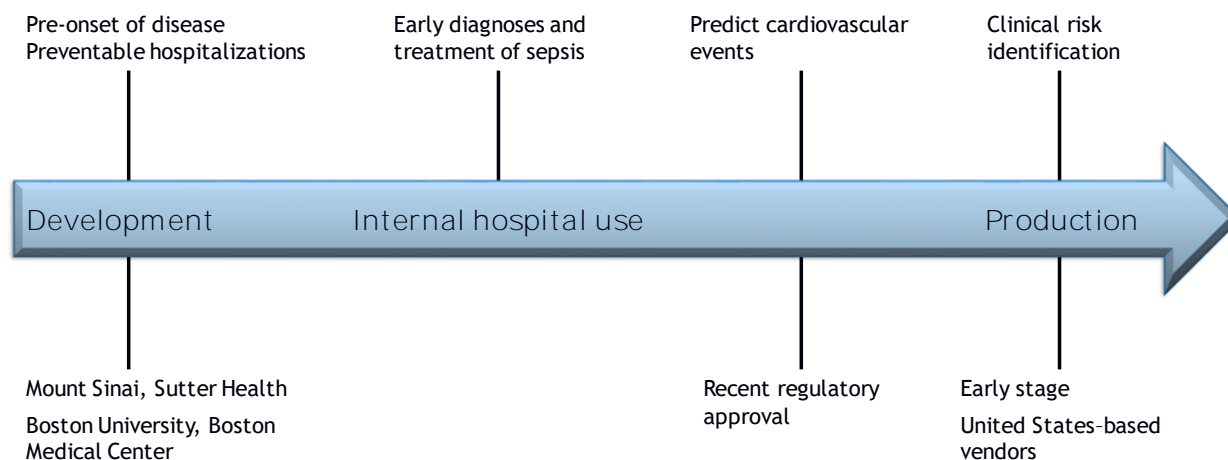 Pre-onset of disease
Preventable hospitalizations
Early diagnoses and
treatment of sepsis
Predict cardiovascular
events
Clinical risk
identification
Development
Internal hospital use
Production
Mount Sinai, Sutter Health
Boston University, Boston
Medical Center
Recent regulatory
approval
Early stage
United States–based
vendors